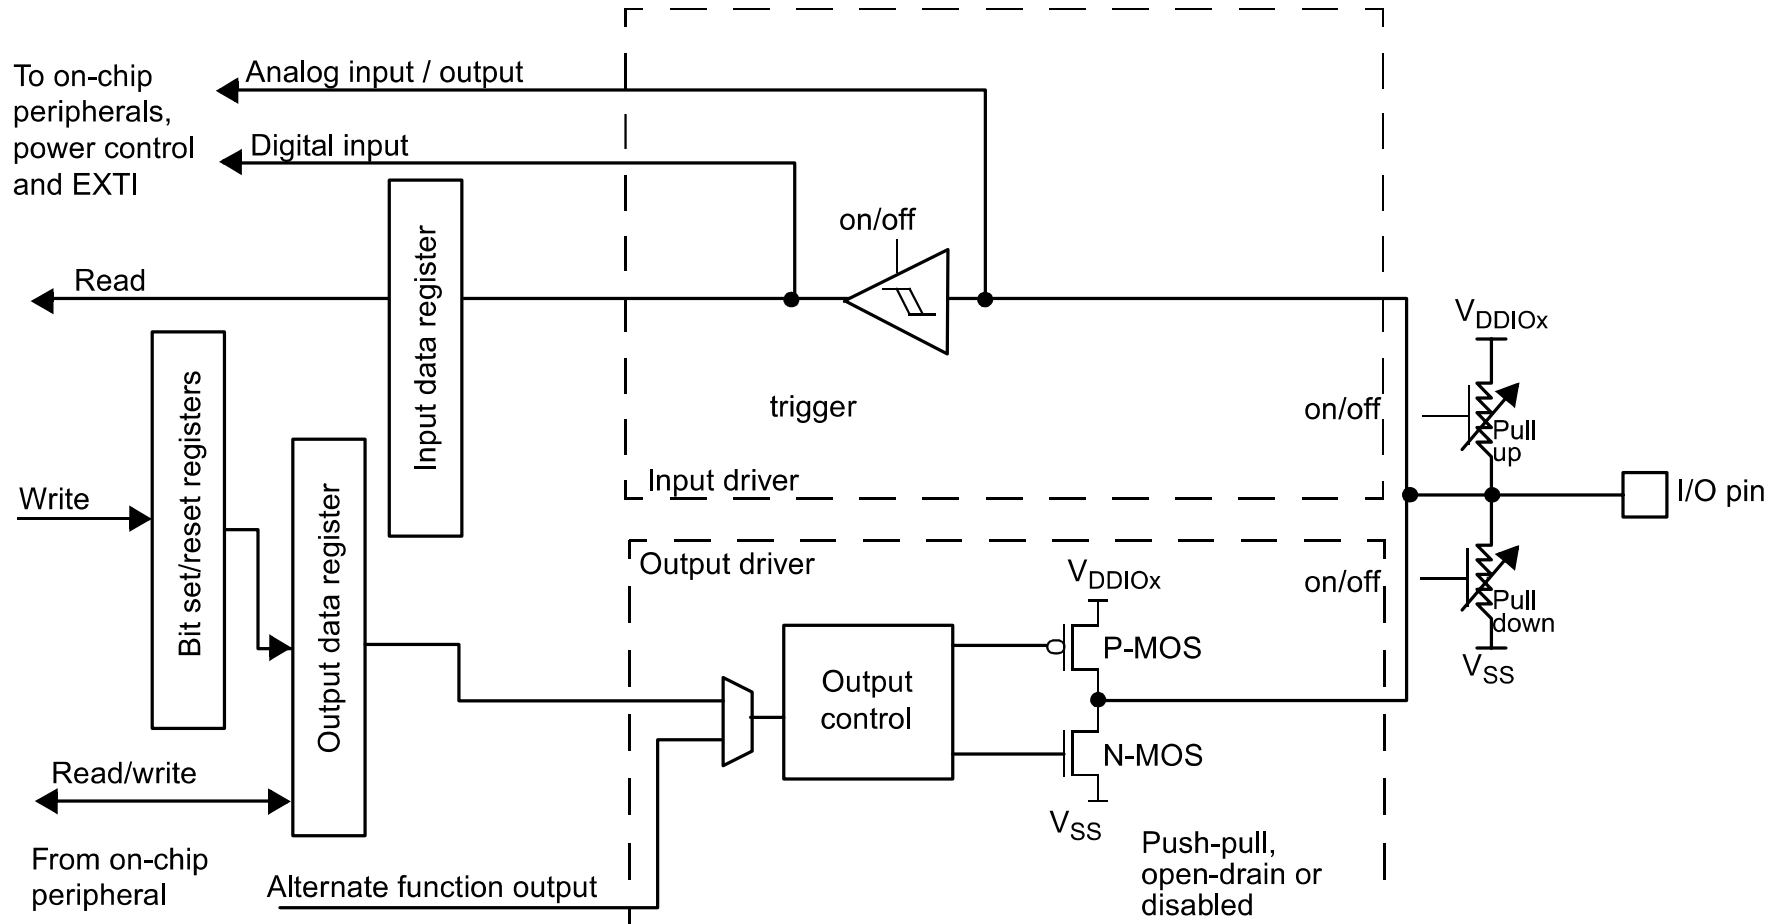 To on-chip
peripherals,
power control
and EXTI
Analog input / output
Digital input
on/off
Read
Input data register
trigger
Input driver
VDDIOx
on/off
Pull
up
I/O pin
on/off
Pull
down
VSS
Write
Bit set/reset registers
Output data register
Output driver
VDDIOx
P-MOS
Output
control
N-MOS
VSS
Push-pull,
open-drain or
disabled
Read/write
From on-chip
peripheral
Alternate function output